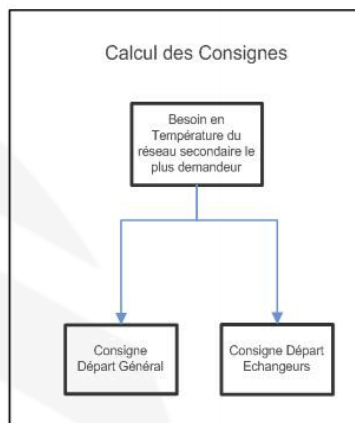 Calcul des Consignes
Besoin en
Température du
réseau secondaire le
plus demandeur
Consigne
Départ Général
Consigne Départ
Echangeurs